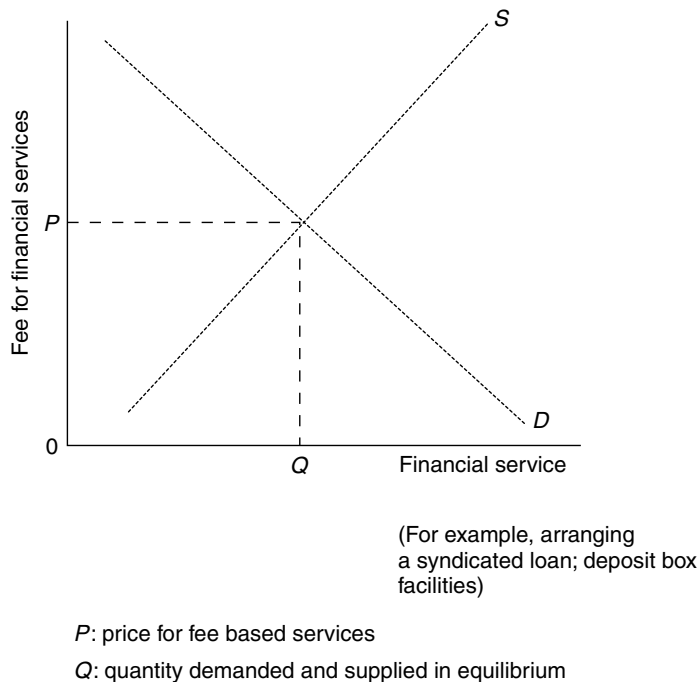 S
Fee for financial services
P
D
0
Q
Financial service
(For example, arranging
a syndicated loan; deposit box
facilities)
P: price for fee based services
Q: quantity demanded and supplied in equilibrium